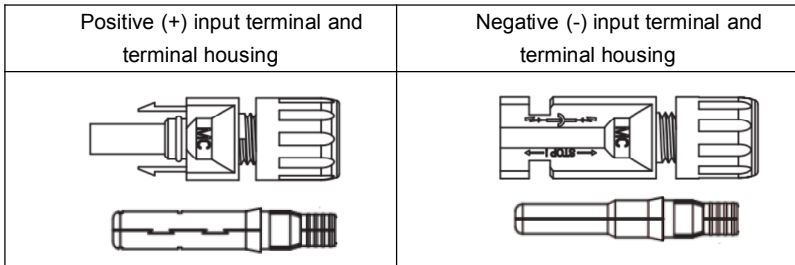 Positive (+) input terminal and
terminal housing
Negative (-) input terminal and
terminal housing
MC
MC
STOP!